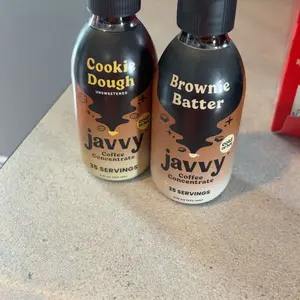 Cookie
Dough
UNSWEETENED
javvy
Coffee
Concentrate
35 SERVINGS
Brownie
Batter
javvy
Coffee
Concentrate
35 SERVINGS